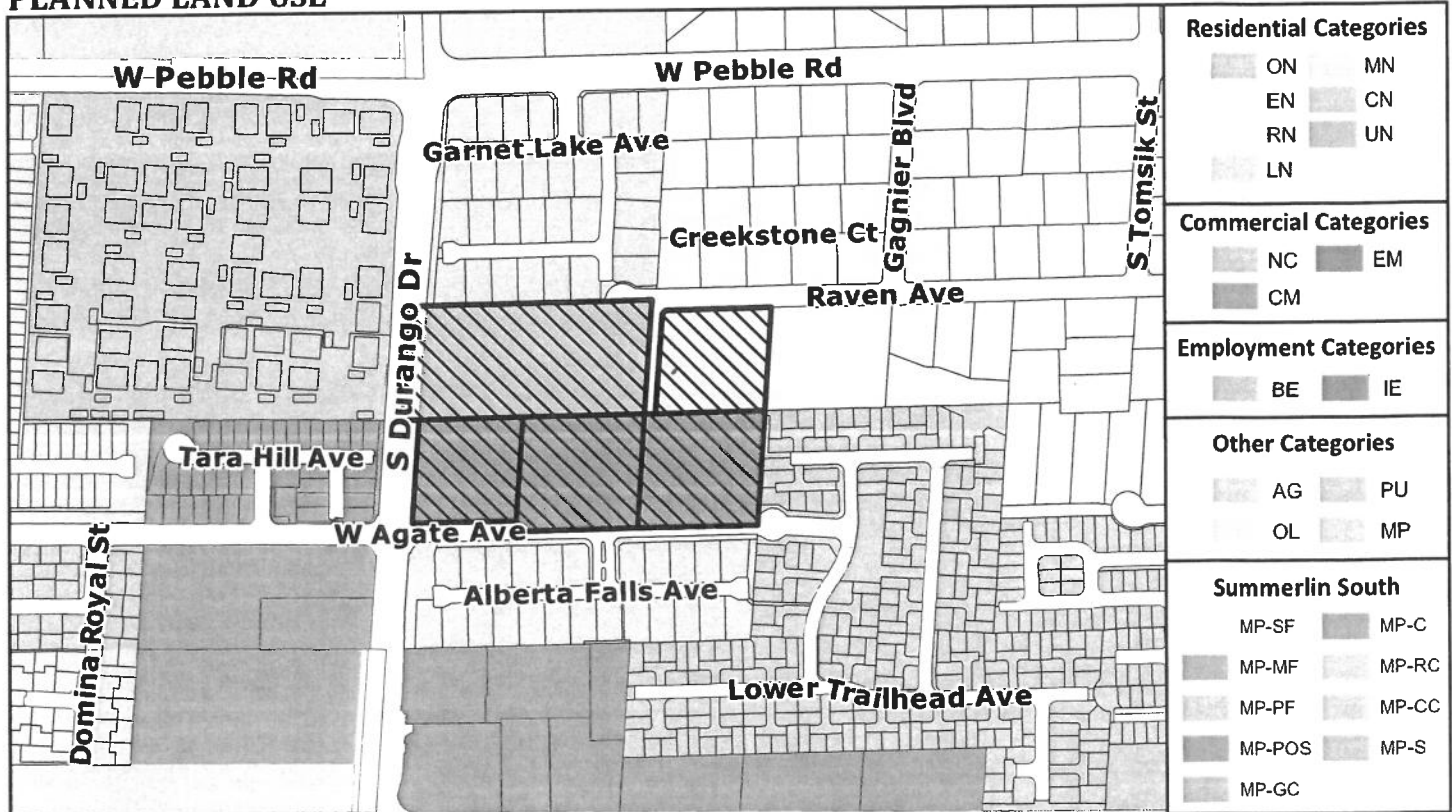 PLANNED LAND USE
W Pebble Rd
W Pebble Rd
Garnet Lake Ave
Gagnier Blvd
S Tomsik St
Creekstone Ct
Raven Ave
S Durango Dr
Tara Hill Ave
W Agate Ave
Domina Royal St
Alberta Falls Ave
Lower Trailhead Ave
Residential Categories
ON MN
EN CN
RN UN
LN
Commercial Categories
NC EM
CM
Employment Categories
BE IE
Other Categories
AG PU
OL MP
Summerlin South
MP-SF MP-C
MP-MF MP-RC
MP-PF MP-CC
MP-POS MP-S
MP-GC